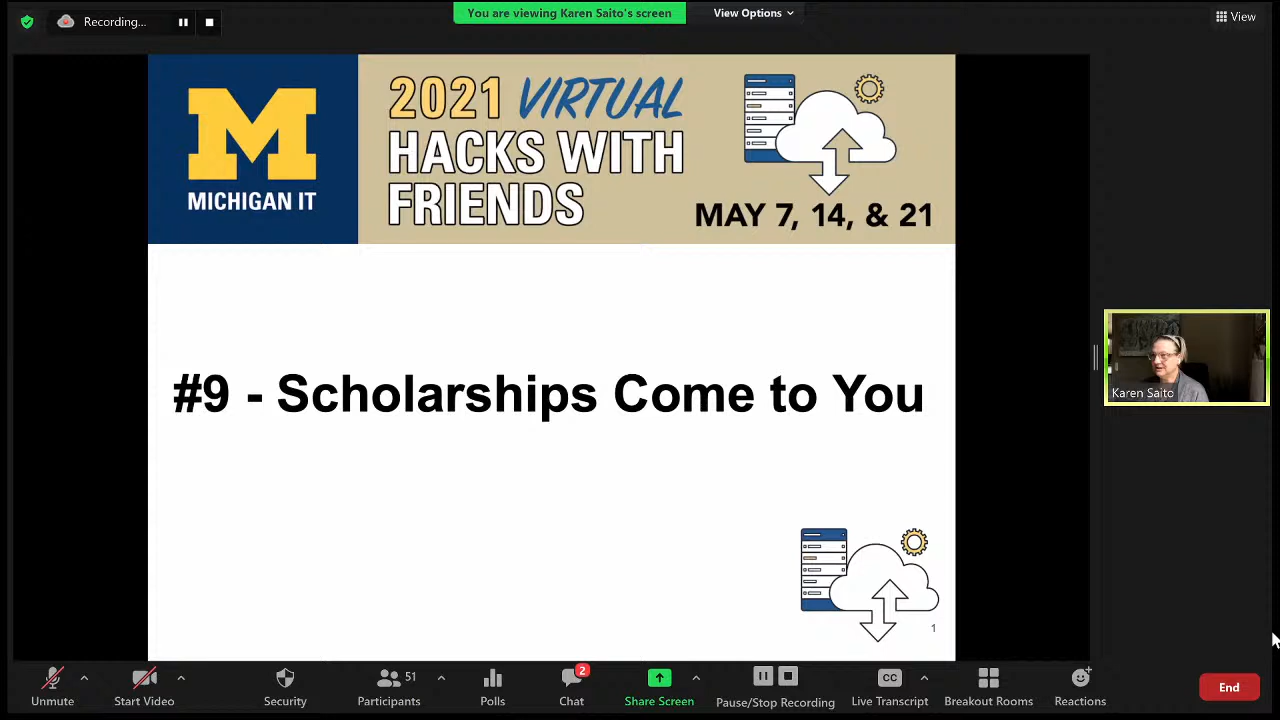 Recording...
You are viewing Karen Saito's screen
View Options
View
M
MICHIGAN IT
2021 VIRTUAL
HACKS WITH
FRIENDS
MAY 7, 14, & 21
#9 - Scholarships Come to You
Karen Saito
1
51
2
CC
Unmute
Start Video
Security
Participants
Polls
Chat
Share Screen
Pause/Stop Recording
Live Transcript
Breakout Rooms
Reactions
End